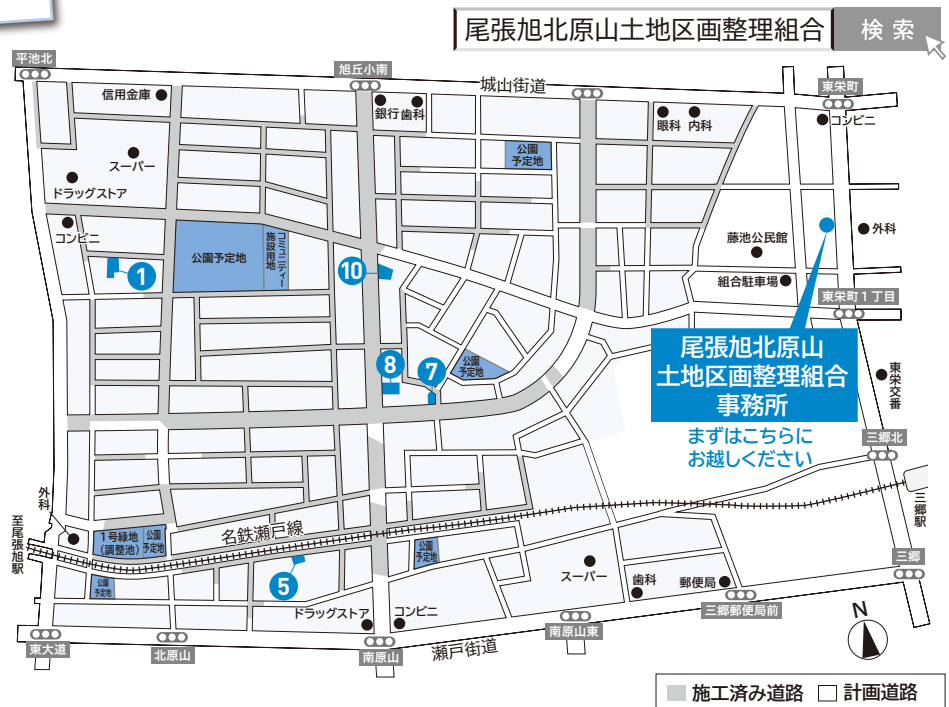 尾張旭北原山土地区画整理組合
検 索
平池北
旭丘小南
城山街道
東栄町
信用金庫
銀行
歯科
眼科
内科
コンビニ
スーパー
公園
予定地
ドラッグストア
コンビニ
公園予定地
コミュニティー
施設用地
藤池公民館
外科
1
10
組合駐車場
東栄町1丁目
尾張旭北原山
土地区画整理組合
事務所
まずはこちらに
お越しください
8
7
公園
予定地
東栄交番
三郷北
外科
至尾張旭駅
1号緑地
(調整池)
公園
予定地
名鉄瀬戸線
三郷駅
公園
予定地
公園
予定地
5
スーパー
歯科
郵便局
三郷
ドラッグストア
コンビニ
三郷郵便局前
N
東大道
北原山
南原山
瀬戸街道
南原山東
施工済み道路
計画道路